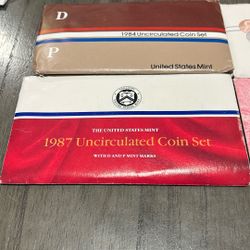 D
1984 Uncirculated Coin Set
P
United States Mint
THE UNITED STATES MINT
1987 Uncirculated Coin Set
WITH D AND P MINT MARKS